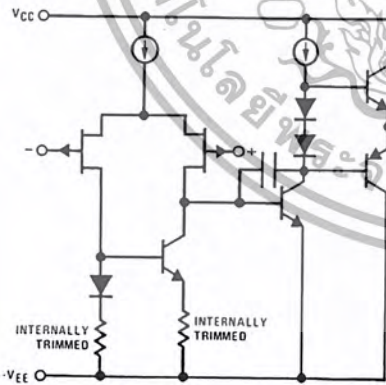 VCC
-
+
INTERNALLY
TRIMMED
INTERNALLY
TRIMMED
-VEE